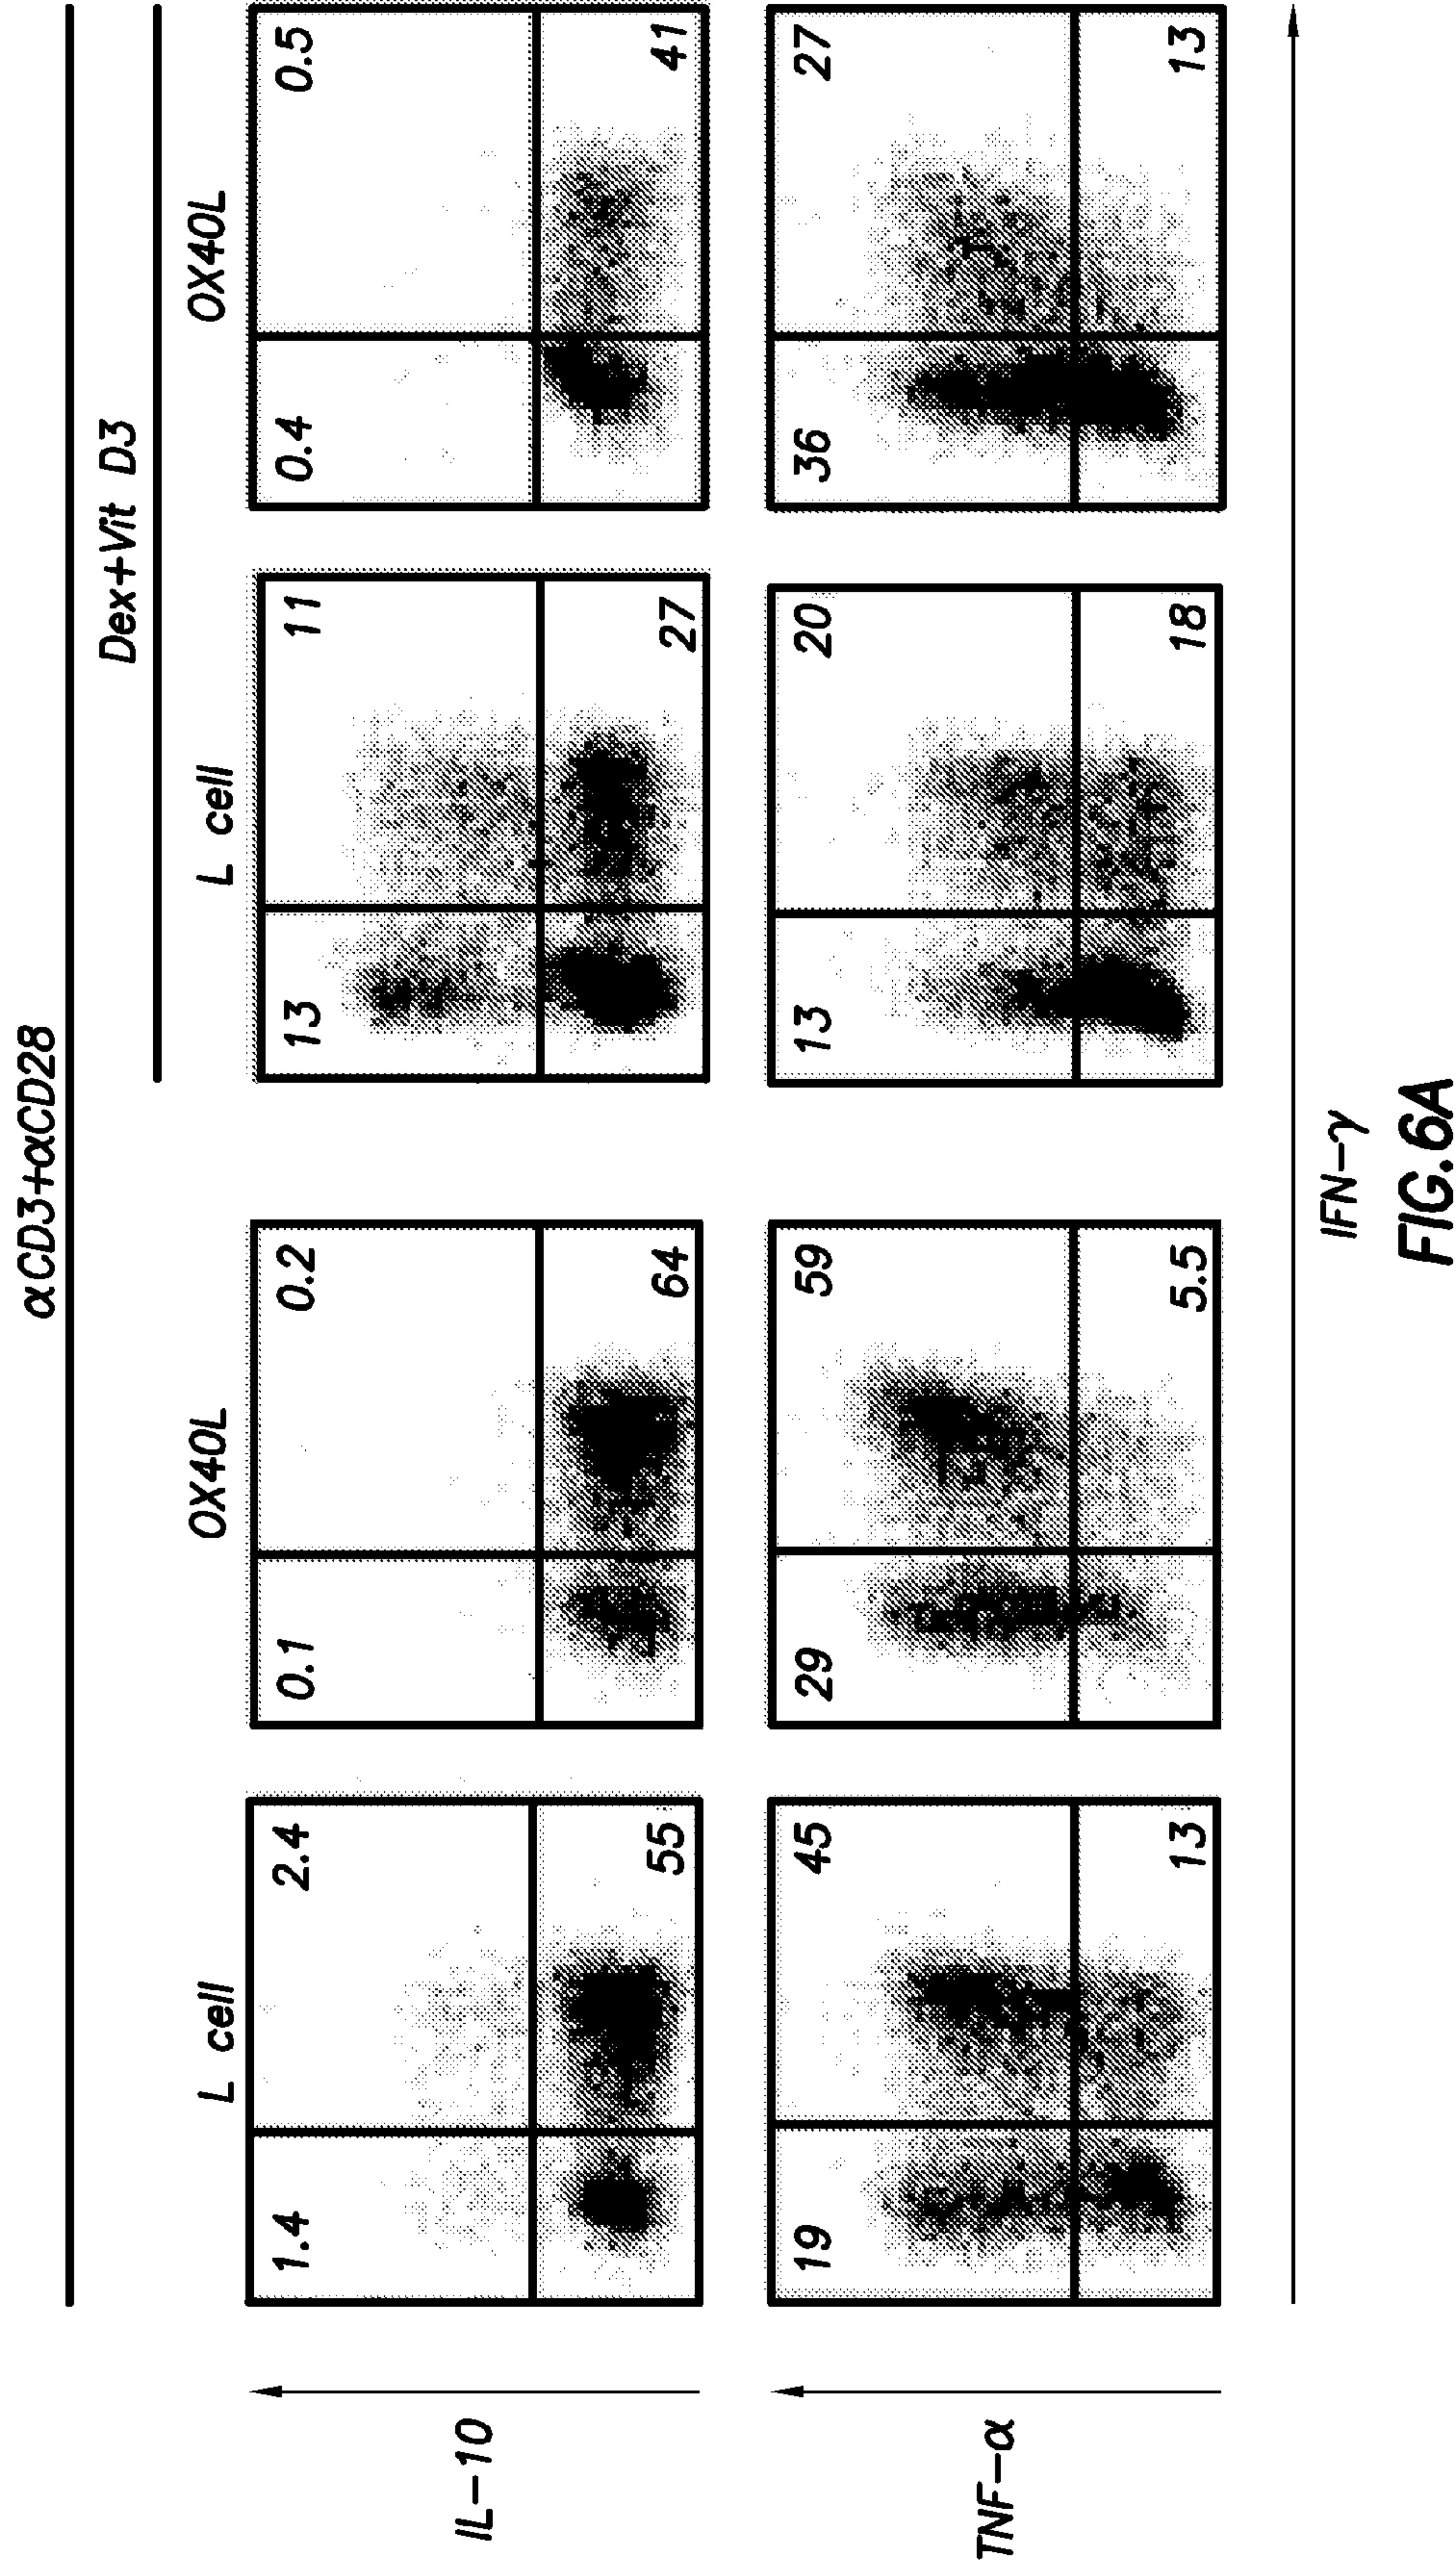 αCD3+αCD28
Dex+Vit D3
L cell OX40L L cell OX40L
IL-10
1.4 2.4 0.1 0.2 13 11 0.4 0.5
55 64 27 41
TNF-α
19 45 29 59 13 20 36 27
13 5.5 18 13
IFN-γ
FIG.6A